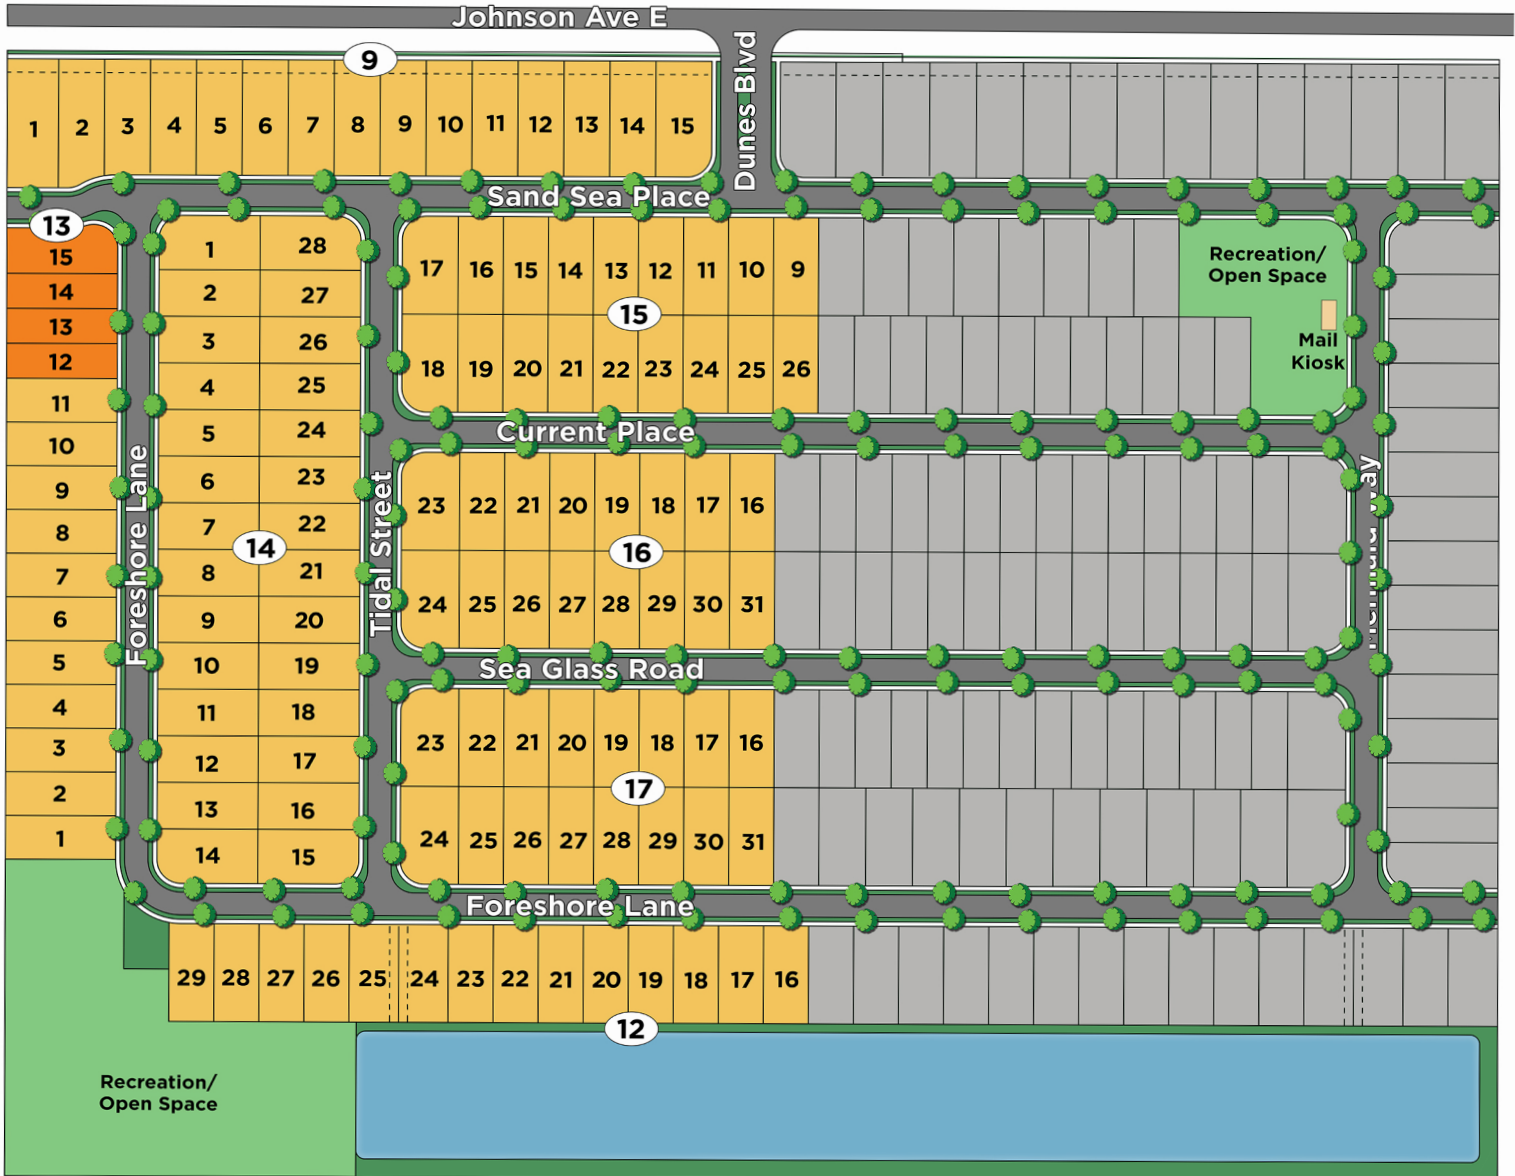 Johnson Ave E
Dunes Blvd
9
1 2 3 4 5 6 7 8 9 10 11 12 13 14 15
Sand Sea Place
13
15
14
13
12
11
10
9
8
7
6
5
4
3
2
1
Foreshore Lane
1 28
2 27
3 26
4 25
5 24
6 23
7 22
14
8 21
9 20
10 19
11 18
12 17
13 16
14 15
Tidal Street
17 16 15 14 13 12 11 10 9
15
18 19 20 21 22 23 24 25 26
Recreation/
Open Space
Mail
Kiosk
Current Place
23 22 21 20 19 18 17 16
16
24 25 26 27 28 29 30 31
Way
Sea Glass Road
23 22 21 20 19 18 17 16
17
24 25 26 27 28 29 30 31
Foreshore Lane
29 28 27 26 25 24 23 22 21 20 19 18 17 16
12
Recreation/
Open Space